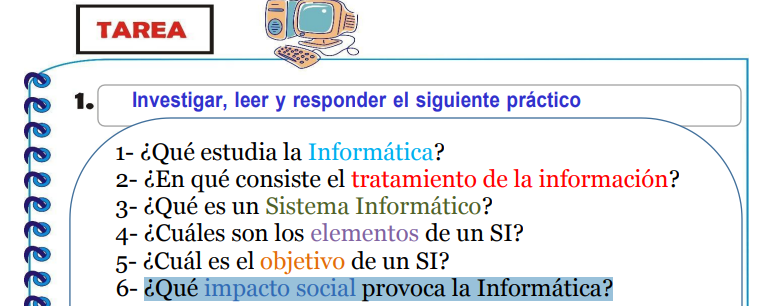 TAREA
1. Investigar, leer y responder el siguiente práctico
1- ¿Qué estudia la Informática?
2- ¿En qué consiste el tratamiento de la información?
3- ¿Qué es un Sistema Informático?
4- ¿Cuáles son los elementos de un SI?
5- ¿Cuál es el objetivo de un SI?
6- ¿Qué impacto social provoca la Informática?